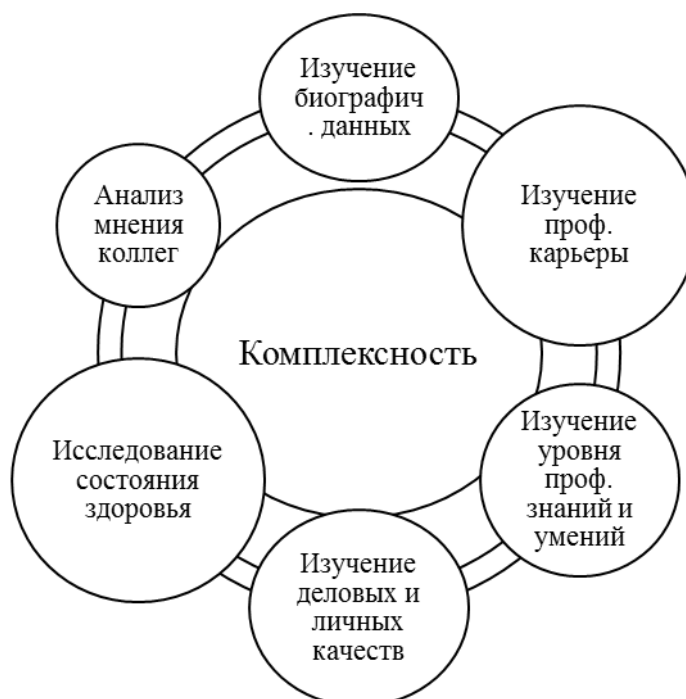 Изучение
биографич
. данных
Изучение
проф.
карьеры
Изучение
уровня
проф.
знаний и
умений
Изучение
деловых и
личных
качеств
Исследование
состояния
здоровья
Анализ
мнения
коллег
Комплексность